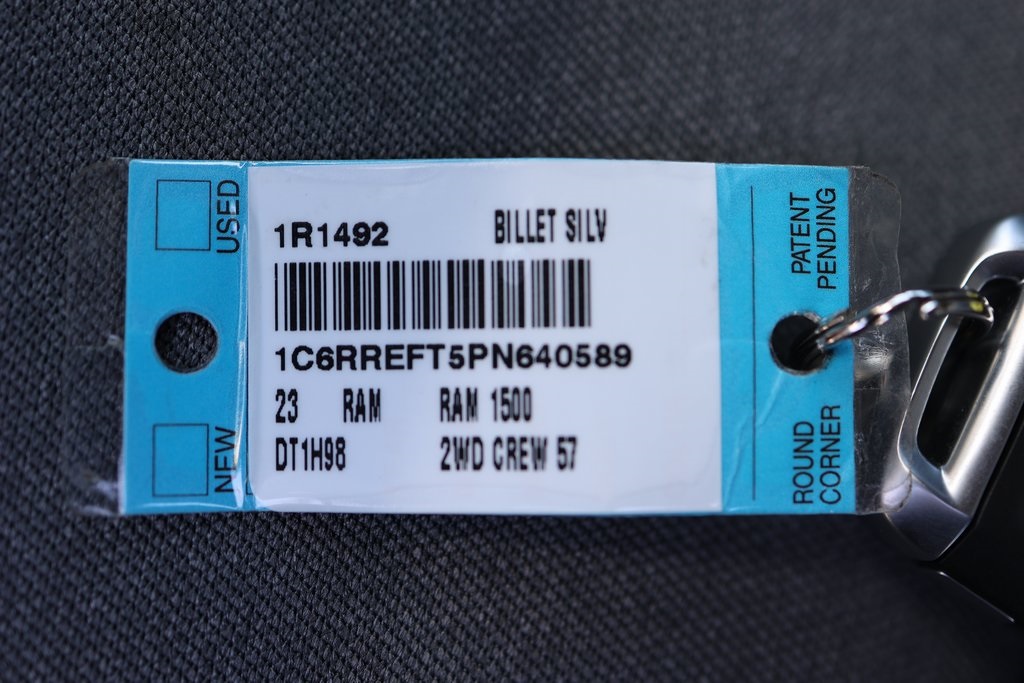 USED
NEW
1R1492 BILLET SILV
1C6RREFT5PN640589
23 RAM RAM 1500
DT1H98 2WD CREW 57
PATENT
PENDING
ROUND
CORNER